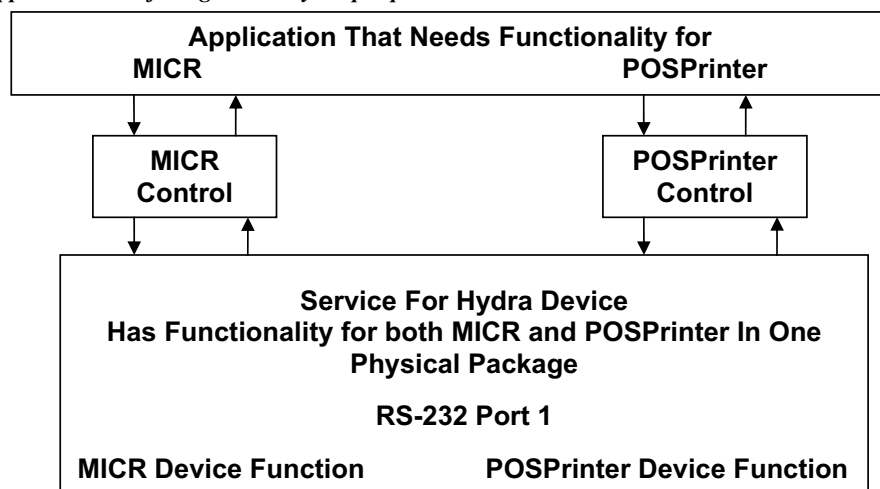 Application That Needs Functionality for
MICR POSPrinter
MICR
Control
POSPrinter
Control
Service For Hydra Device
Has Functionality for both MICR and POSPrinter In One
Physical Package
RS-232 Port 1
MICR Device Function POSPrinter Device Function